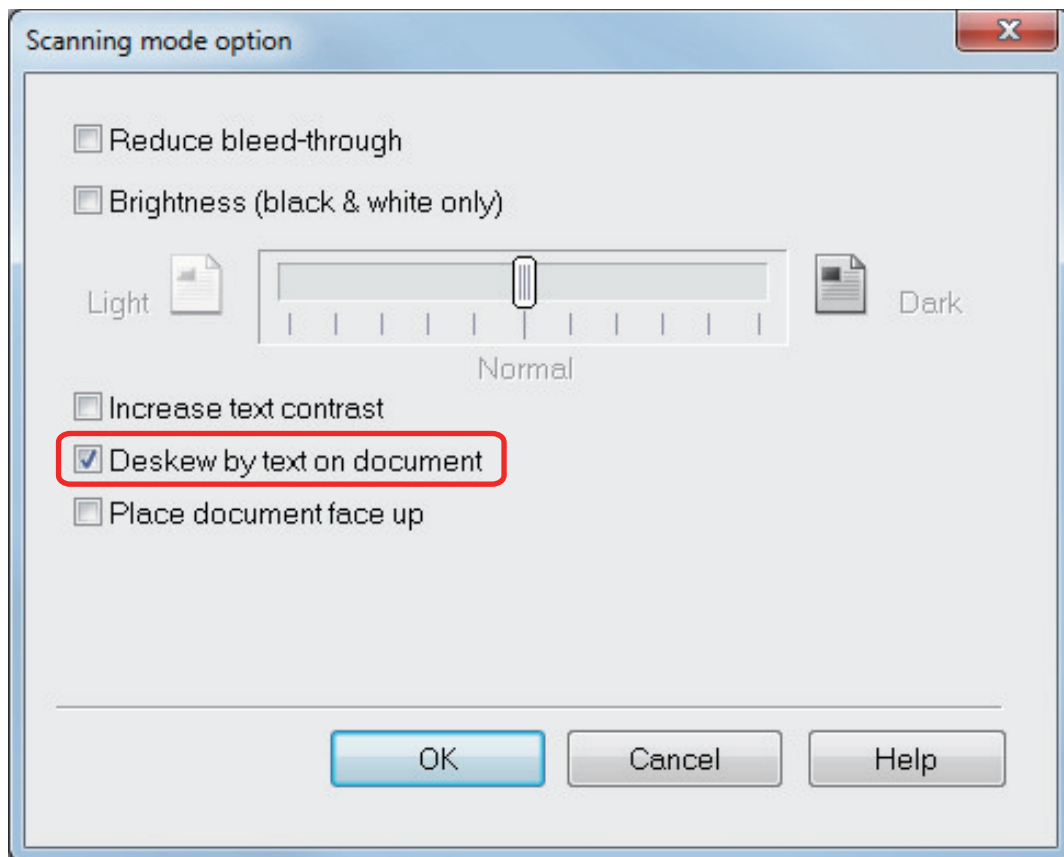 Scanning mode option
Reduce bleed-through
Brightness (black & white only)
Light
Dark
Normal
Increase text contrast
Deskew by text on document
Place document face up
OK Cancel Help